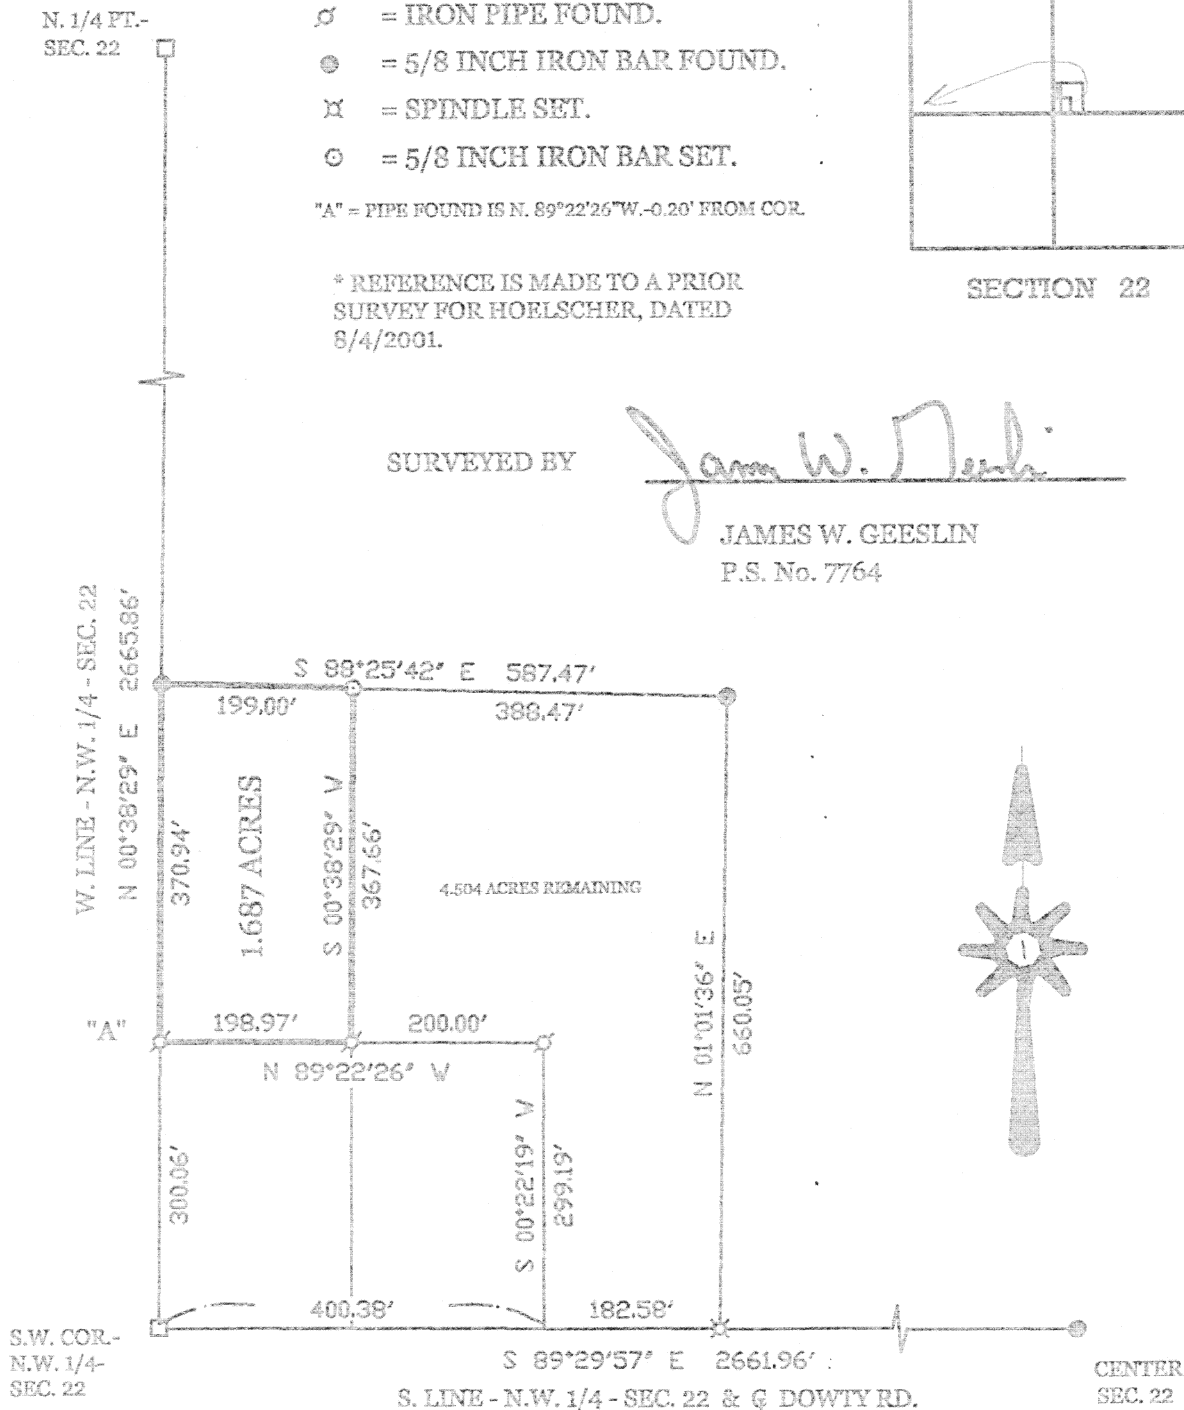 N. 1/4 PT.-
SEC. 22
= IRON PIPE FOUND.
= 5/8 INCH IRON BAR FOUND.
= SPINDLE SET.
= 5/8 INCH IRON BAR SET.
"A" = PIPE FOUND IS N. 89°22'26"W.-0.20' FROM COR.
* REFERENCE IS MADE TO A PRIOR
SURVEY FOR HOELSCHER, DATED
8/4/2001.
SECTION 22
SURVEYED BY
James W. Geeslin
JAMES W. GEESLIN
P.S. No. 7764
W. LINE - N.W. 1/4 - SEC. 22
N 00°38'29" E 2665.86'
S 88°25'42" E 587.47'
199.00'
388.47'
370.94'
1.687 ACRES
S 00°38'29" W
367.66'
4.504 ACRES REMAINING
N 01°01'36" E
660.05'
"A"
198.97'
200.00'
N 89°22'26" W
300.06'
S 00°22'19" W
299.19'
400.38'
182.58'
S.W. COR.-
N.W. 1/4-
SEC. 22
S 89°29'57" E 2661.96'
S. LINE - N.W. 1/4 - SEC. 22 & ℄ DOWTY RD.
CENTER
SEC. 22